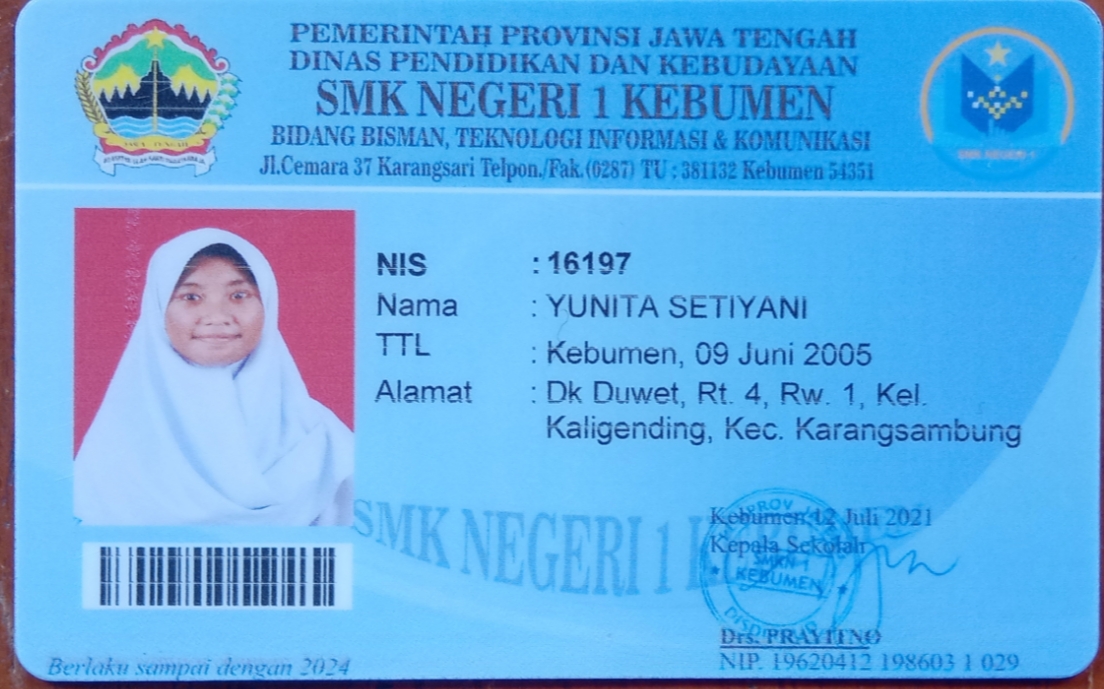 PEMERINTAH PROVINSI JAWA TENGAH
DINAS PENDIDIKAN DAN KEBUDAYAAN
SMK NEGERI 1 KEBUMEN
BIDANG BISMAN, TEKNOLOGI INFORMASI & KOMUNIKASI
Jl.Cemara 37 Karangsari Telpon./Fak.(0287) TU : 381132 Kebumen 54351
JAWA TENGAH
SMK NEGERI 1
NIS : 16197
Nama : YUNITA SETIYANI
TTL : Kebumen, 09 Juni 2005
Alamat : Dk Duwet, Rt. 4, Rw. 1, Kel.
Kaligending, Kec. Karangsambung
SMK NEGERI 1 K
Kebumen,12 Juli 2021
Kepala Sekolah
SMKN 1
KEBUMEN
Drs. PRAYITNO
NIP. 19620412 198603 1 029
Berlaku sampai dengan 2024